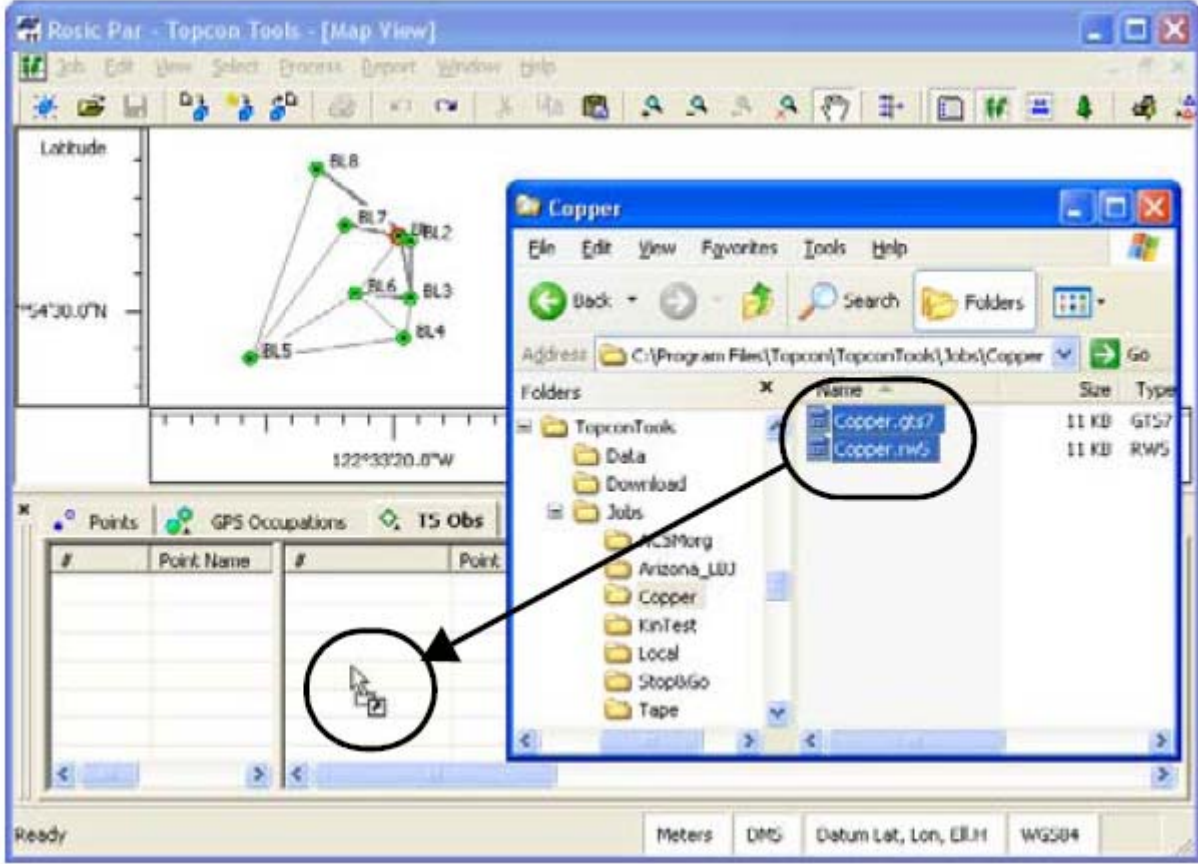 Rosic Par - Topcon Tools - [Map View]
Job Edit View Select Process Report Window Help
Latitude
BL8
BL7
BL2
BL6
BL3
BL4
BL5
°54'30.0"N
122°33'20.0"W
Points GPS Occupations TS Obs
# Point Name # Point
Ready
Meters DMS Datum Lat, Lon, Ell.H WGS84
Copper
File Edit View Favorites Tools Help
Back Search Folders
Address C:\Program Files\Topcon\TopconTools\Jobs\Copper Go
Folders
Name Size Type
TopconTools
Data
Download
Jobs
ACSMorg
Arizona_LBJ
Copper
KinTest
Local
Stop&Go
Tape
Copper.gts7 11 KB GTS7
Copper.rw5 11 KB RW5